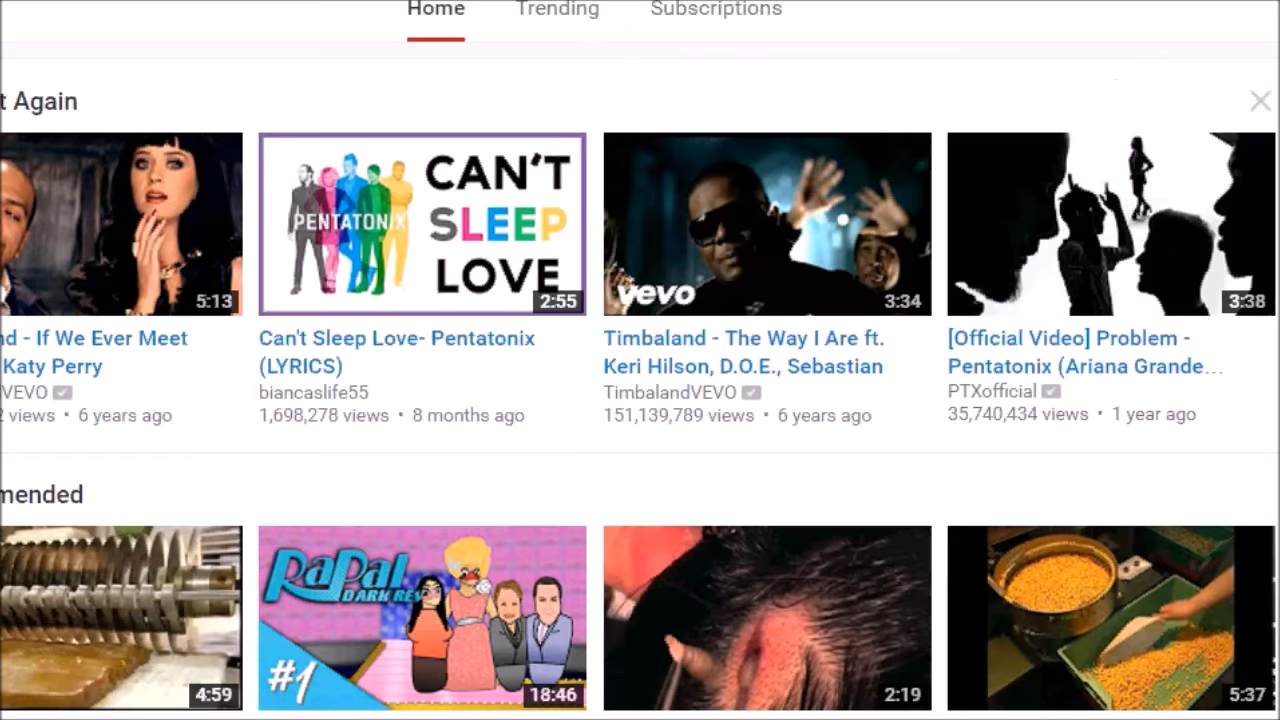 Home Trending Subscriptions
t Again
5:13
PENTATONIX
CAN'T
SLEEP
LOVE
2:55
vevo
3:34
3:38
nd - If We Ever Meet
Katy Perry
VEVO
2 views • 6 years ago
Can't Sleep Love- Pentatonix
(LYRICS)
biancaslife55
1,698,278 views • 8 months ago
Timbaland - The Way I Are ft.
Keri Hilson, D.O.E., Sebastian
TimbalandVEVO
151,139,789 views • 6 years ago
[Official Video] Problem -
Pentatonix (Ariana Grande...
PTXofficial
35,740,434 views • 1 year ago
mended
4:59
RaPal
DARK REV
#1
18:46
2:19
5:37